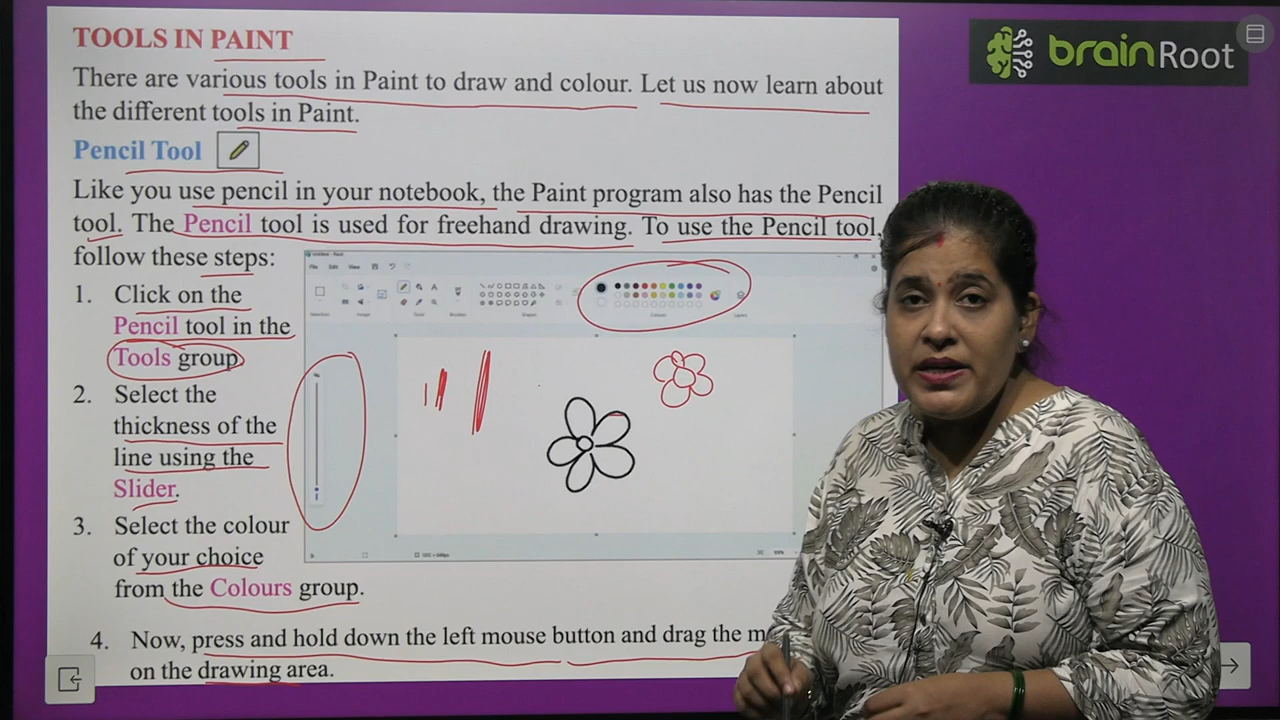 TOOLS IN PAINT
brainRoot
There are various tools in Paint to draw and colour. Let us now learn about
the different tools in Paint.
Pencil Tool
Like you use pencil in your notebook, the Paint program also has the Pencil
tool. The Pencil tool is used for freehand drawing. To use the Pencil tool,
follow these steps:
File Edit View
Colours
Layers
1. Click on the
Pencil tool in the
Tools group
2. Select the
thickness of the
line using the
Slider.
3. Select the colour
of your choice
from the Colours group.
4. Now, press and hold down the left mouse button and drag the
on the drawing area.